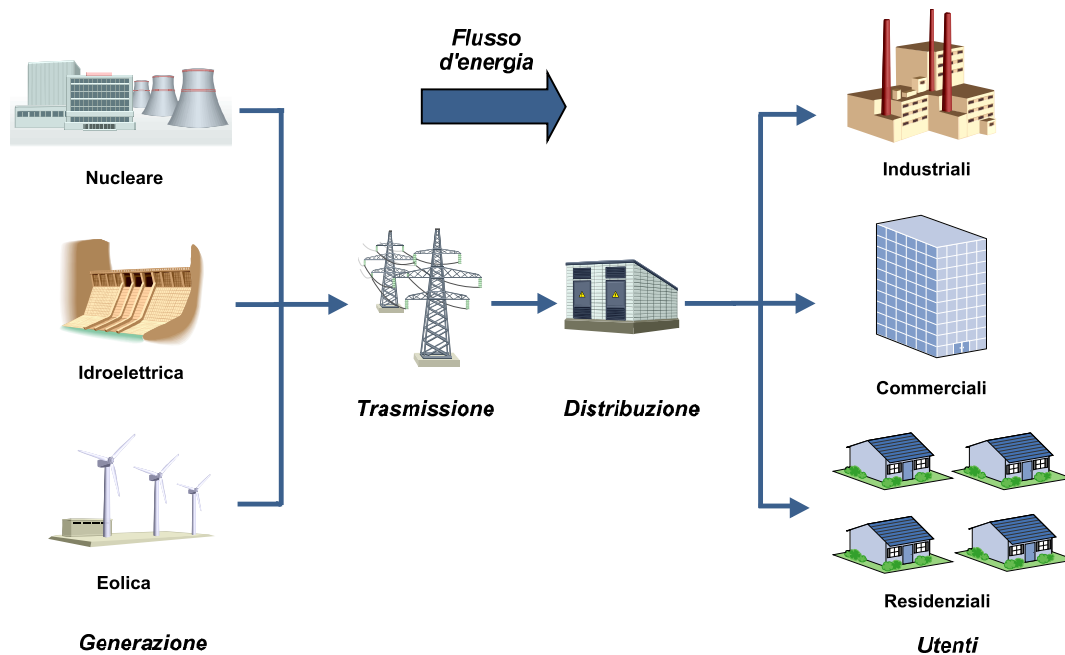 Flusso
d'energia
Nucleare
Industriali
Idroelettrica
Commerciali
Trasmissione
Distribuzione
Eolica
Residenziali
Generazione
Utenti